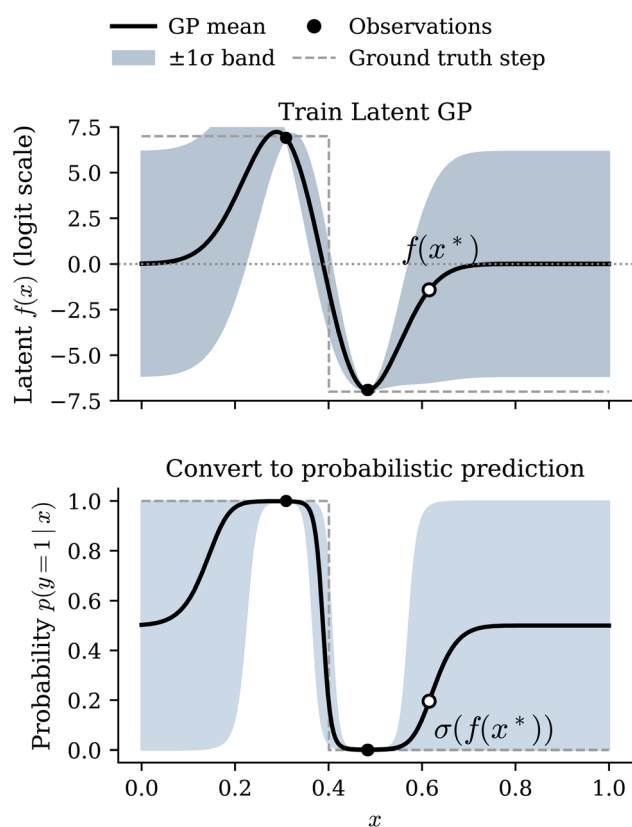 GP mean
Observations
±1σ band
Ground truth step
Train Latent GP
Latent f(x) (logit scale)
7.5
5.0
2.5
0.0
−2.5
−5.0
−7.5
f(x*)
Convert to probabilistic prediction
Probability p(y = 1 | x)
1.0
0.8
0.6
0.4
0.2
0.0
σ(f(x*))
0.0 0.2 0.4 0.6 0.8 1.0
x